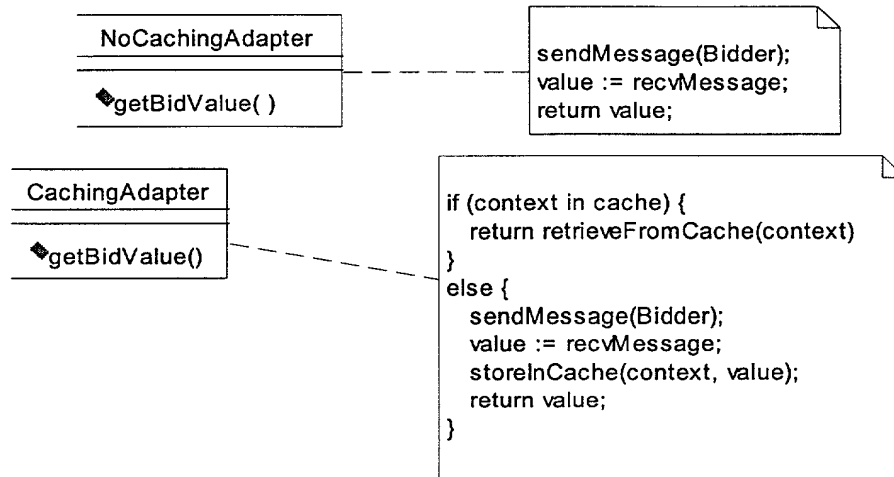 NoCachingAdapter
getBidValue( )
sendMessage(Bidder);
value := recvMessage;
return value;
CachingAdapter
getBidValue()
if (context in cache) {
return retrieveFromCache(context)
}
else {
sendMessage(Bidder);
value := recvMessage;
storeInCache(context, value);
return value;
}